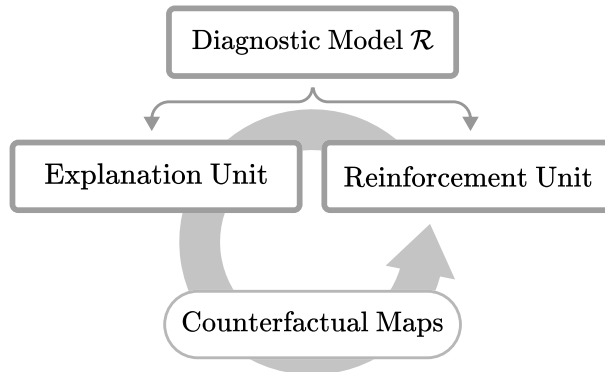 Diagnostic Model ℛ
Explanation Unit
Reinforcement Unit
Counterfactual Maps